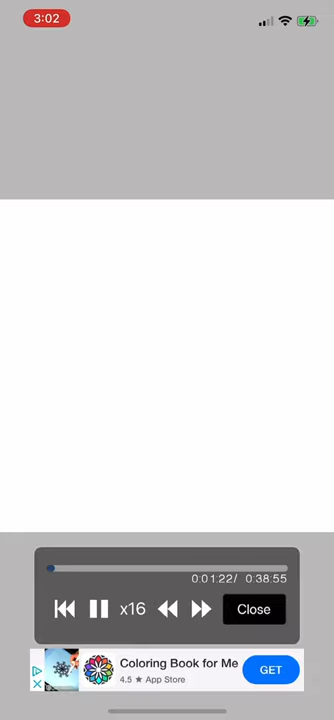 3:02
0:01:22/ 0:38:55
x16
Close
Coloring Book for Me
4.5 ★ App Store
GET